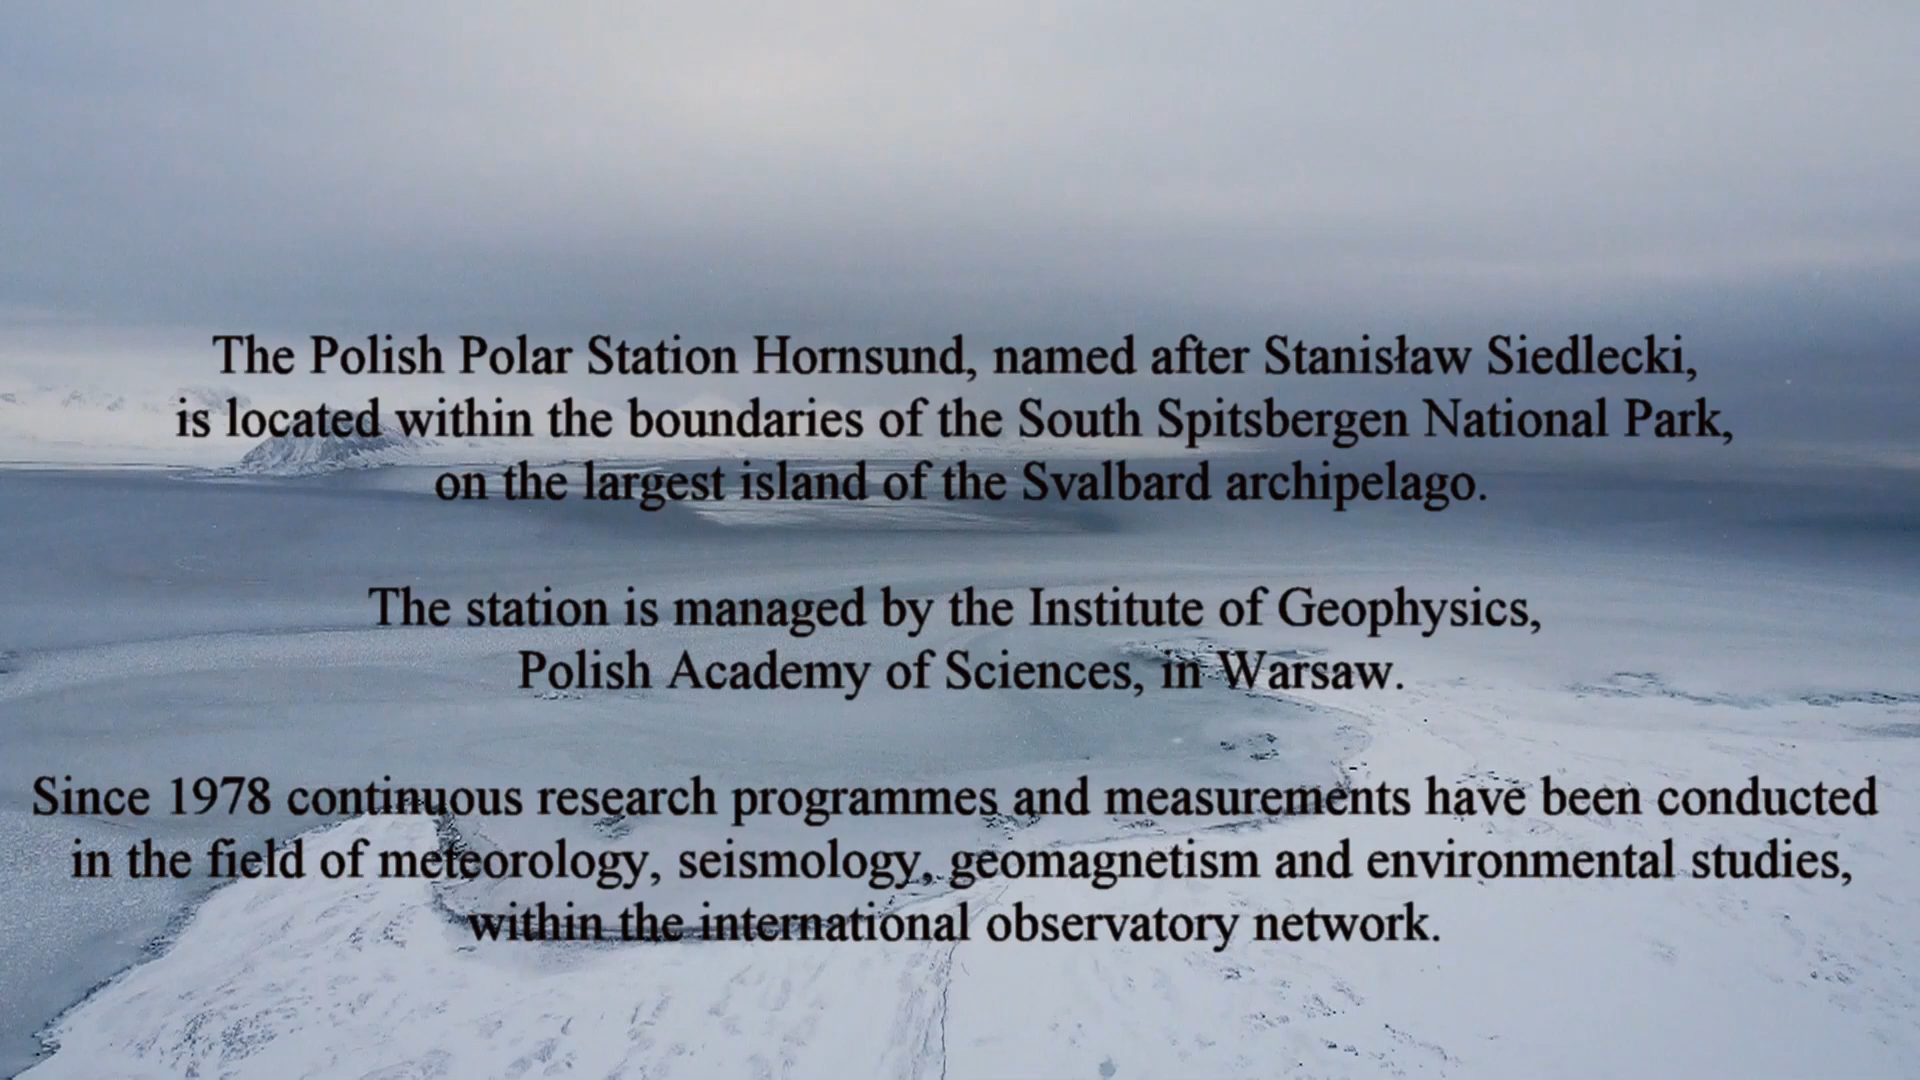 The Polish Polar Station Hornsund, named after Stanisław Siedlecki,
is located within the boundaries of the South Spitsbergen National Park,
on the largest island of the Svalbard archipelago.
The station is managed by the Institute of Geophysics,
Polish Academy of Sciences, in Warsaw.
Since 1978 continuous research programmes and measurements have been conducted
in the field of meteorology, seismology, geomagnetism and environmental studies,
within the international observatory network.